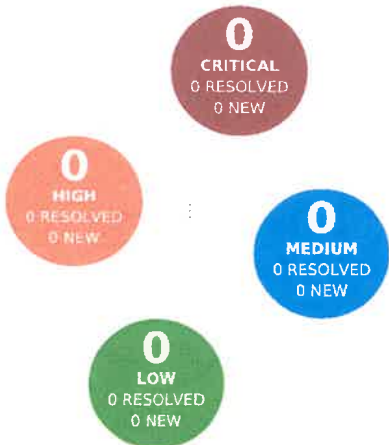 0
CRITICAL
0 RESOLVED
0 NEW
0
HIGH
0 RESOLVED
0 NEW
0
MEDIUM
0 RESOLVED
0 NEW
0
LOW
0 RESOLVED
0 NEW